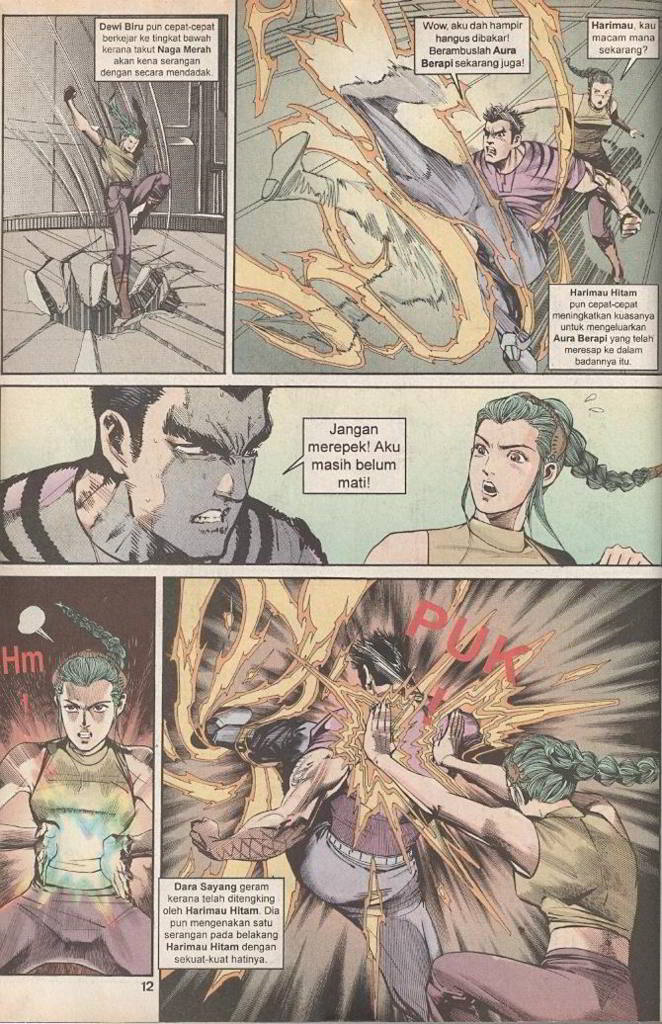 Dewi Biru pun cepat-cepat
berkejar ke tingkat bawah
kerana takut Naga Merah
akan kena serangan
dengan secara mendadak.
Wow, aku dah hampir
hangus dibakar!
Berambuslah Aura
Berapi sekarang juga!
Harimau, kau
macam mana
sekarang?
Harimau Hitam
pun cepat-cepat
meningkatkan kuasanya
untuk mengeluarkan
Aura Berapi yang telah
meresap ke dalam
badannya itu.
Jangan
merepek! Aku
masih belum
mati!
Hm
!
PUK
!
Dara Sayang geram
kerana telah ditengking
oleh Harimau Hitam. Dia
pun mengenakan satu
serangan pada belakang
Harimau Hitam dengan
sekuat-kuat hatinya.
12